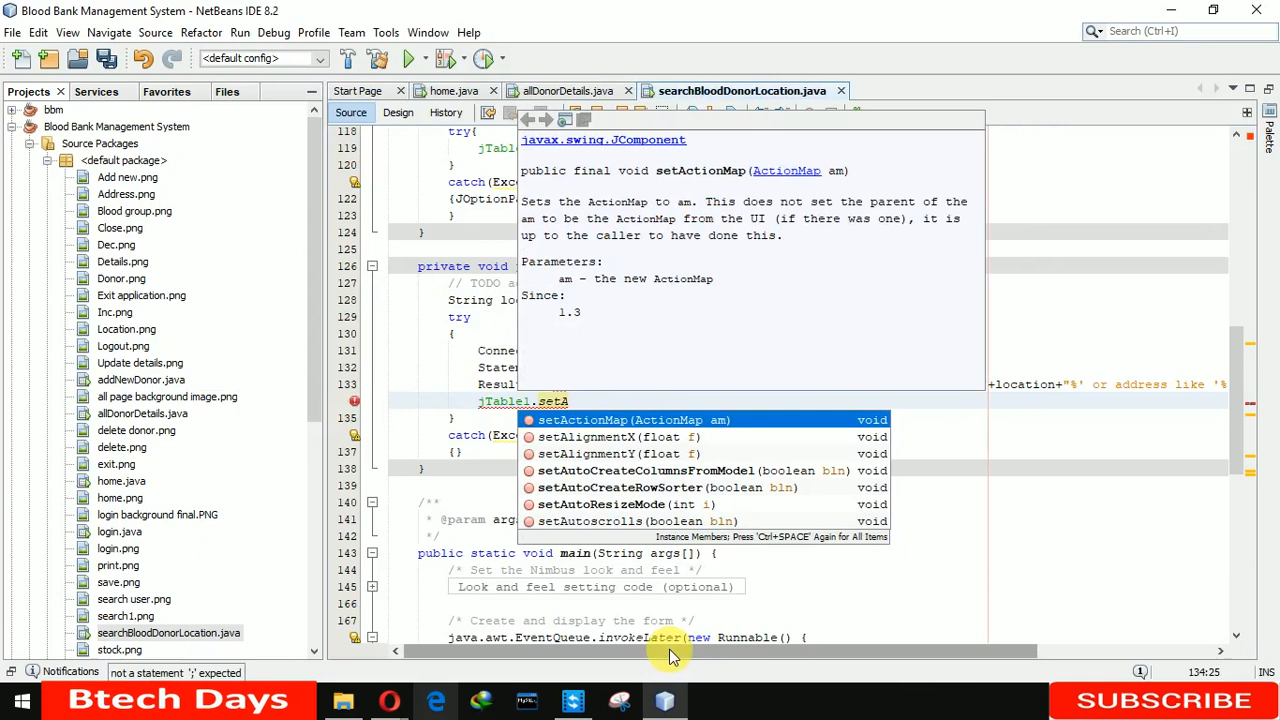 Blood Bank Management System - NetBeans IDE 8.2
File Edit View Navigate Source Refactor Run Debug Profile Team Tools Window Help
Search (Ctrl+I)
<default config>
Projects Services Favorites Files
Start Page home.java allDonorDetails.java searchBloodDonorLocation.java
Source Design History
bbm
Blood Bank Management System
Source Packages
<default package>
Add new.png
Address.png
Blood group.png
Close.png
Dec.png
Details.png
Donor.png
Exit application.png
Inc.png
Location.png
Logout.png
Update details.png
addNewDonor.java
all page background image.png
allDonorDetails.java
delete donor.png
delete.png
exit.png
home.java
home.png
login background final.PNG
login.java
login.png
print.png
save.png
search user.png
search1.png
searchBloodDonorLocation.java
stock.png
118 try{
119 jTabl
120 }
catch(Exc
122 {JOptionPa
123 }
124 }
125
126 private void j
127 // TODO a
128 String lo
129 try
130 {
131 Conne
132 Statem
133 Resul +location+"%' or address like '%
jTable1.setA
135 }
catch(Exc
137 {}
138 }
139
140 /**
141 * @param args
142 */
143 public static void main(String args[]) {
144 /* Set the Nimbus look and feel */
145 Look and feel setting code (optional)
166
167 /* Create and display the form */
java.awt.EventQueue.invokeLater(new Runnable() {
javax.swing.JComponent
public final void setActionMap(ActionMap am)
Sets the ActionMap to am. This does not set the parent of the
am to be the ActionMap from the UI (if there was one), it is
up to the caller to have done this.
Parameters:
am - the new ActionMap
Since:
1.3
setActionMap(ActionMap am) void
setAlignmentX(float f) void
setAlignmentY(float f) void
setAutoCreateColumnsFromModel(boolean bln) void
setAutoCreateRowSorter(boolean bln) void
setAutoResizeMode(int i) void
setAutoscrolls(boolean bln) void
Instance Members; Press 'Ctrl+SPACE' Again for All Items
Palette
Notifications not a statement ';' expected
134:25 INS
Btech Days
SUBSCRIBE